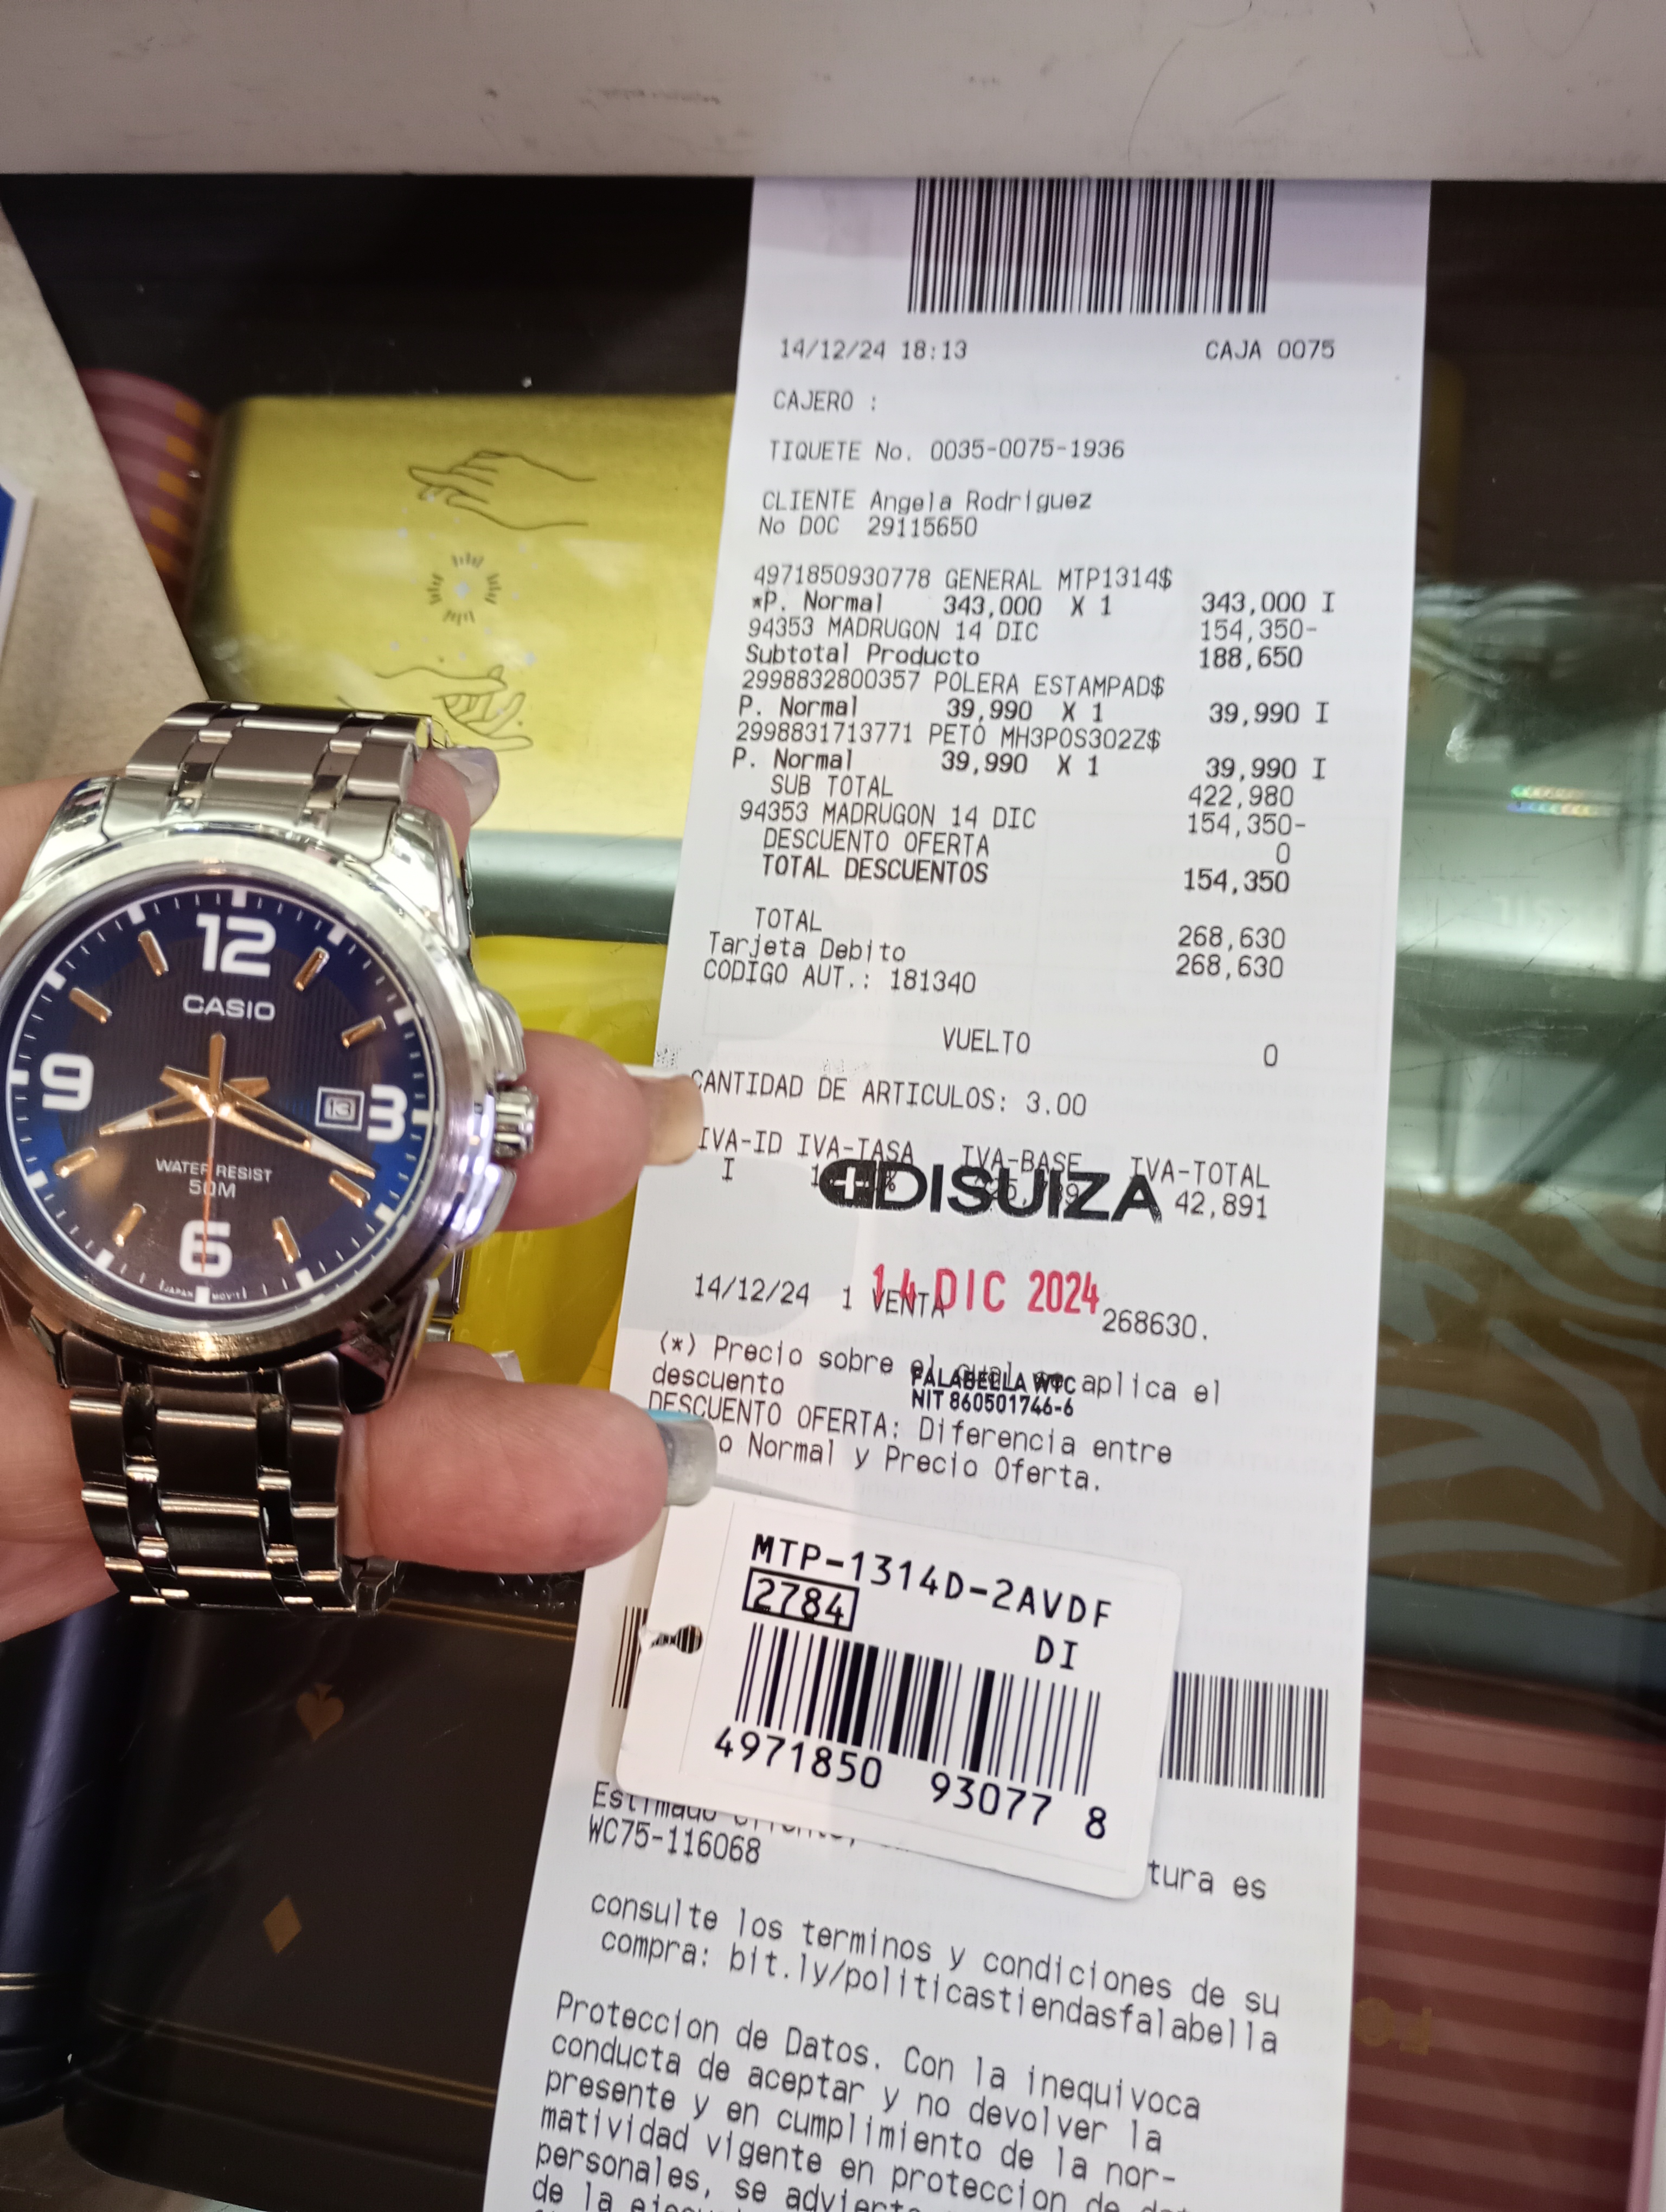 14/12/24 18:13 CAJA 0075
CAJERO :
TIQUETE No. 0035-0075-1936
CLIENTE Angela Rodriguez
No DOC 29115650
4971850930778 GENERAL MTP1314$
*P. Normal 343,000 X 1 343,000 I
94353 MADRUGON 14 DIC 154,350-
Subtotal Producto 188,650
2998832800357 POLERA ESTAMPAD$
P. Normal 39,990 X 1 39,990 I
2998831713771 PETO MH3POS302Z$
P. Normal 39,990 X 1 39,990 I
SUB TOTAL 422,980
94353 MADRUGON 14 DIC 154,350-
DESCUENTO OFERTA 0
TOTAL DESCUENTOS 154,350
TOTAL 268,630
Tarjeta Debito 268,630
CODIGO AUT.: 181340
VUELTO 0
CANTIDAD DE ARTICULOS: 3.00
IVA-ID IVA-TASA IVA-BASE IVA-TOTAL
I 42,891
DISUIZA
14 DIC 2024
14/12/24 1 VENTA 268630.
(*) Precio sobre el cual se aplica el
descuento
FALABELLA WTC
NIT 860501746-6
DESCUENTO OFERTA: Diferencia entre
o Normal y Precio Oferta.
MTP-1314D-2AVDF
2784
DI
4971850 93077 8
Estimado
tura es
WC75-116068
consulte los terminos y condiciones de su
compra: bit.ly/politicastiendasfalabella
Proteccion de Datos. Con la inequivoca
conducta de aceptar y no devolver la
presente y en cumplimiento de la nor-
matividad vigente en proteccion de
personales, se advierte
de la
12
CASIO
9
13
3
WATER RESIST
50M
6
JAPAN MOV'T